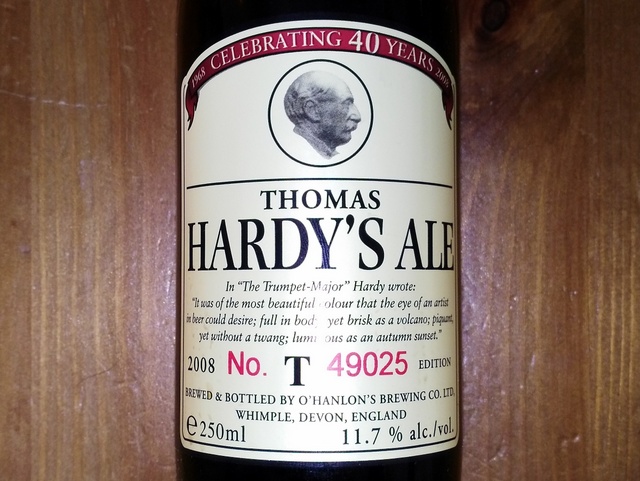 1968 CELEBRATING 40 YEARS 2008
THOMAS
HARDY'S ALE
In "The Trumpet-Major" Hardy wrote:
"It was of the most beautiful colour that the eye of an artist
in beer could desire; full in body, yet brisk as a volcano; piquant,
yet without a twang; luminous as an autumn sunset."
2008 No. T 49025 EDITION
BREWED & BOTTLED BY O'HANLON'S BREWING CO. LTD,
WHIMPLE, DEVON, ENGLAND
e 250ml 11.7 % alc./vol.